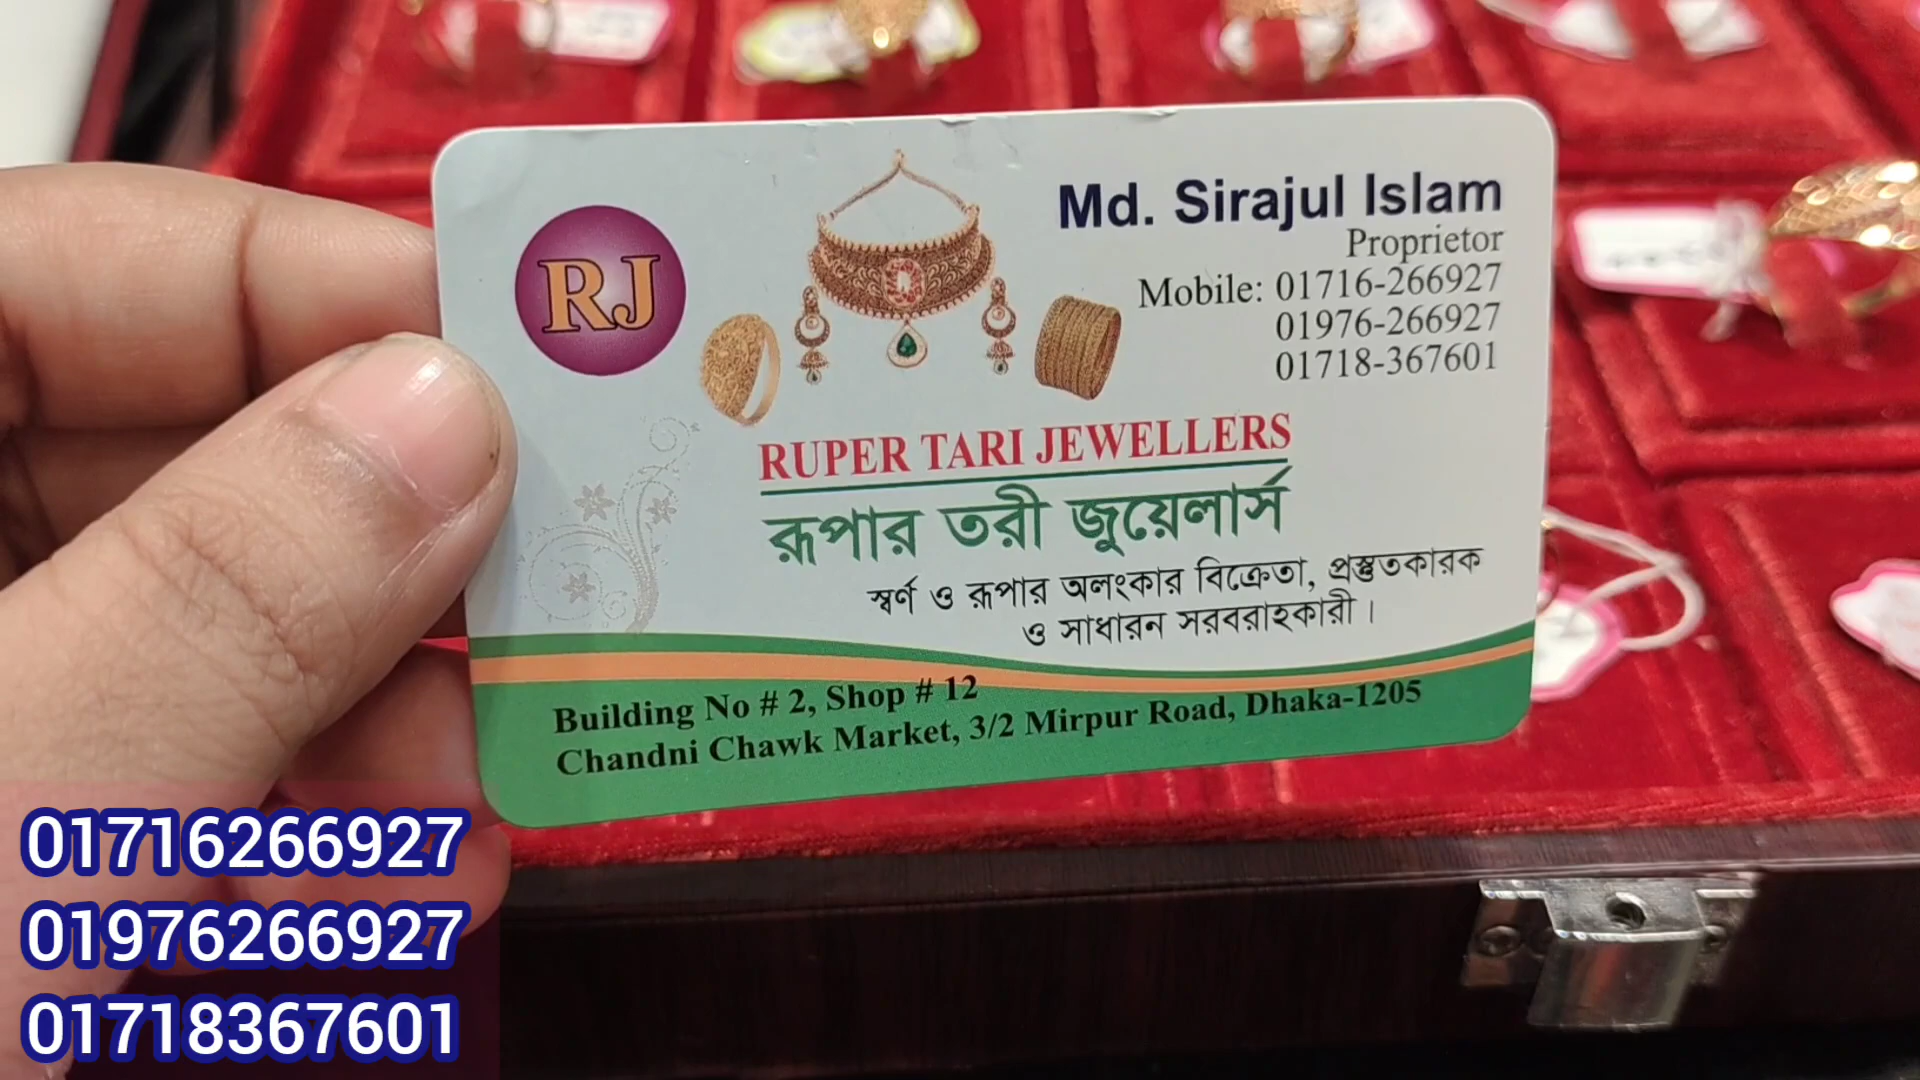 RJ
Md. Sirajul Islam
Proprietor
Mobile: 01716-266927
01976-266927
01718-367601
RUPER TARI JEWELLERS
রূপার তরী জুয়েলার্স
স্বর্ণ ও রূপার অলংকার বিক্রেতা, প্রস্তুতকারক
ও সাধারন সরবরাহকারী।
Building No # 2, Shop # 12
Chandni Chawk Market, 3/2 Mirpur Road, Dhaka-1205
01716266927
01976266927
01718367601